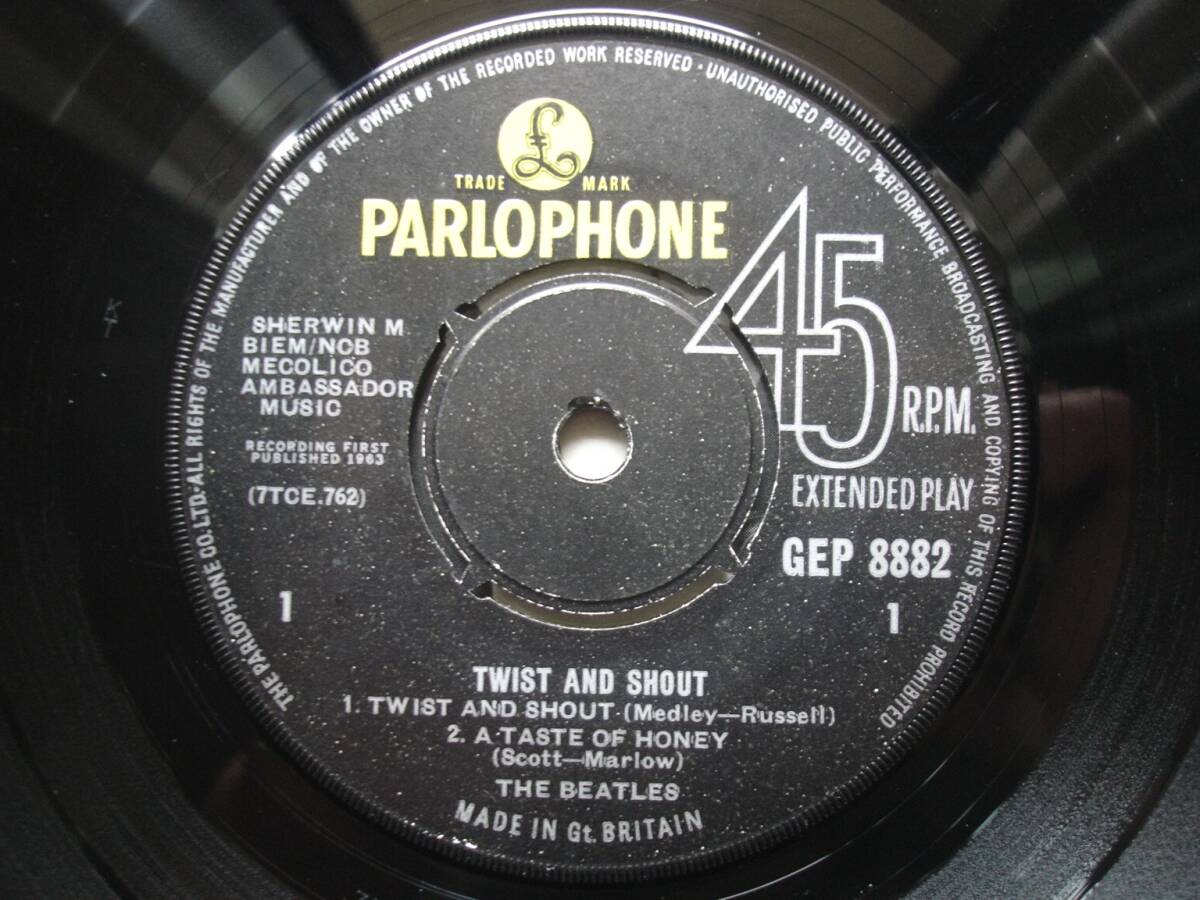 THE PARLOPHONE CO.LTD·ALL RIGHTS OF THE MANUFACTURER AND OF THE OWNER OF THE RECORDED WORK RESERVED · UNAUTHORISED PUBLIC PERFORMANCE BROADCASTING AND COPYING OF THIS RECORD PROHIBITED
£
TRADE MARK
PARLOPHONE
45
R.P.M.
EXTENDED PLAY
GEP 8882
1
SHERWIN M
BIEM/NCB
MECOLICO
AMBASSADOR
MUSIC
RECORDING FIRST
PUBLISHED 1963
(7TCE.762)
1
TWIST AND SHOUT
1. TWIST AND SHOUT (Medley—Russell)
2. A TASTE OF HONEY
(Scott—Marlow)
THE BEATLES
MADE IN Gt. BRITAIN
KT